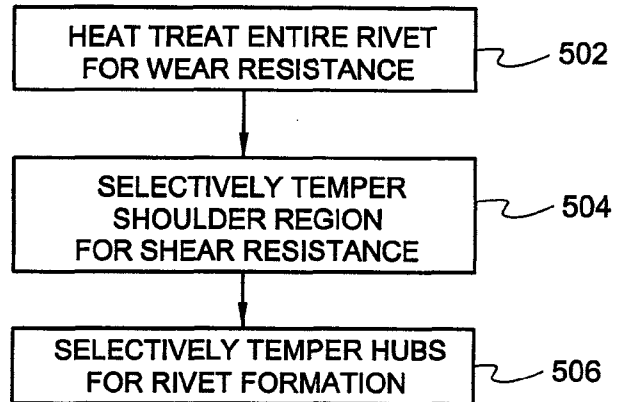 HEAT TREAT ENTIRE RIVET
FOR WEAR RESISTANCE
502
SELECTIVELY TEMPER
SHOULDER REGION
FOR SHEAR RESISTANCE
504
SELECTIVELY TEMPER HUBS
FOR RIVET FORMATION
506